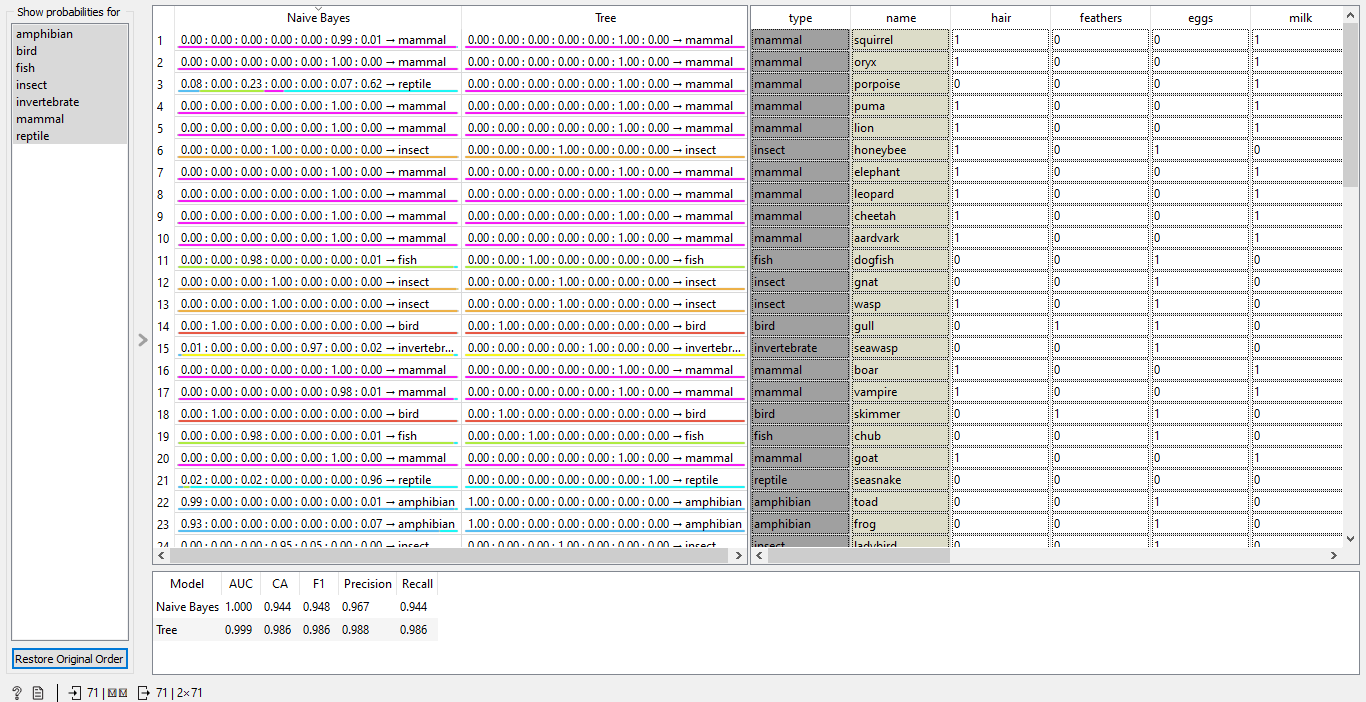 Show probabilities for
amphibian
bird
fish
insect
invertebrate
mammal
reptile
Restore Original Order
Naive Bayes Tree type name hair feathers eggs milk
1 0.00 : 0.00 : 0.00 : 0.00 : 0.00 : 0.99 : 0.01 → mammal 0.00 : 0.00 : 0.00 : 0.00 : 0.00 : 1.00 : 0.00 → mammal mammal squirrel 1 0 0 1
2 0.00 : 0.00 : 0.00 : 0.00 : 0.00 : 1.00 : 0.00 → mammal 0.00 : 0.00 : 0.00 : 0.00 : 0.00 : 1.00 : 0.00 → mammal mammal oryx 1 0 0 1
3 0.08 : 0.00 : 0.23 : 0.00 : 0.00 : 0.07 : 0.62 → reptile 0.00 : 0.00 : 0.00 : 0.00 : 0.00 : 1.00 : 0.00 → mammal mammal porpoise 0 0 0 1
4 0.00 : 0.00 : 0.00 : 0.00 : 0.00 : 1.00 : 0.00 → mammal 0.00 : 0.00 : 0.00 : 0.00 : 0.00 : 1.00 : 0.00 → mammal mammal puma 1 0 0 1
5 0.00 : 0.00 : 0.00 : 0.00 : 0.00 : 1.00 : 0.00 → mammal 0.00 : 0.00 : 0.00 : 0.00 : 0.00 : 1.00 : 0.00 → mammal mammal lion 1 0 0 1
6 0.00 : 0.00 : 0.00 : 1.00 : 0.00 : 0.00 : 0.00 → insect 0.00 : 0.00 : 0.00 : 1.00 : 0.00 : 0.00 : 0.00 → insect insect honeybee 1 0 1 0
7 0.00 : 0.00 : 0.00 : 0.00 : 0.00 : 1.00 : 0.00 → mammal 0.00 : 0.00 : 0.00 : 0.00 : 0.00 : 1.00 : 0.00 → mammal mammal elephant 1 0 0 1
8 0.00 : 0.00 : 0.00 : 0.00 : 0.00 : 1.00 : 0.00 → mammal 0.00 : 0.00 : 0.00 : 0.00 : 0.00 : 1.00 : 0.00 → mammal mammal leopard 1 0 0 1
9 0.00 : 0.00 : 0.00 : 0.00 : 0.00 : 1.00 : 0.00 → mammal 0.00 : 0.00 : 0.00 : 0.00 : 0.00 : 1.00 : 0.00 → mammal mammal cheetah 1 0 0 1
10 0.00 : 0.00 : 0.00 : 0.00 : 0.00 : 1.00 : 0.00 → mammal 0.00 : 0.00 : 0.00 : 0.00 : 0.00 : 1.00 : 0.00 → mammal mammal aardvark 1 0 0 1
11 0.00 : 0.00 : 0.98 : 0.00 : 0.00 : 0.00 : 0.01 → fish 0.00 : 0.00 : 1.00 : 0.00 : 0.00 : 0.00 : 0.00 → fish fish dogfish 0 0 1 0
12 0.00 : 0.00 : 0.00 : 1.00 : 0.00 : 0.00 : 0.00 → insect 0.00 : 0.00 : 0.00 : 1.00 : 0.00 : 0.00 : 0.00 → insect insect gnat 0 0 1 0
13 0.00 : 0.00 : 0.00 : 1.00 : 0.00 : 0.00 : 0.00 → insect 0.00 : 0.00 : 0.00 : 1.00 : 0.00 : 0.00 : 0.00 → insect insect wasp 1 0 1 0
14 0.00 : 1.00 : 0.00 : 0.00 : 0.00 : 0.00 : 0.00 → bird 0.00 : 1.00 : 0.00 : 0.00 : 0.00 : 0.00 : 0.00 → bird bird gull 0 1 1 0
15 0.01 : 0.00 : 0.00 : 0.00 : 0.97 : 0.00 : 0.02 → invertebr... 0.00 : 0.00 : 0.00 : 0.00 : 1.00 : 0.00 : 0.00 → invertebr... invertebrate seawasp 0 0 1 0
16 0.00 : 0.00 : 0.00 : 0.00 : 0.00 : 1.00 : 0.00 → mammal 0.00 : 0.00 : 0.00 : 0.00 : 0.00 : 1.00 : 0.00 → mammal mammal boar 1 0 0 1
17 0.00 : 0.00 : 0.00 : 0.00 : 0.00 : 0.98 : 0.01 → mammal 0.00 : 0.00 : 0.00 : 0.00 : 0.00 : 1.00 : 0.00 → mammal mammal vampire 1 0 0 1
18 0.00 : 1.00 : 0.00 : 0.00 : 0.00 : 0.00 : 0.00 → bird 0.00 : 1.00 : 0.00 : 0.00 : 0.00 : 0.00 : 0.00 → bird bird skimmer 0 1 1 0
19 0.00 : 0.00 : 0.98 : 0.00 : 0.00 : 0.00 : 0.01 → fish 0.00 : 0.00 : 1.00 : 0.00 : 0.00 : 0.00 : 0.00 → fish fish chub 0 0 1 0
20 0.00 : 0.00 : 0.00 : 0.00 : 0.00 : 1.00 : 0.00 → mammal 0.00 : 0.00 : 0.00 : 0.00 : 0.00 : 1.00 : 0.00 → mammal mammal goat 1 0 0 1
21 0.02 : 0.00 : 0.02 : 0.00 : 0.00 : 0.00 : 0.96 → reptile 0.00 : 0.00 : 0.00 : 0.00 : 0.00 : 0.00 : 1.00 → reptile reptile seasnake 0 0 0 0
22 0.99 : 0.00 : 0.00 : 0.00 : 0.00 : 0.00 : 0.01 → amphibian 1.00 : 0.00 : 0.00 : 0.00 : 0.00 : 0.00 : 0.00 → amphibian amphibian toad 0 0 1 0
23 0.93 : 0.00 : 0.00 : 0.00 : 0.00 : 0.00 : 0.07 → amphibian 1.00 : 0.00 : 0.00 : 0.00 : 0.00 : 0.00 : 0.00 → amphibian amphibian frog 0 0 1 0
24 0.00 : 0.00 : 0.00 : 0.95 : 0.05 : 0.00 : 0.00 → insect 0.00 : 0.00 : 0.00 : 1.00 : 0.00 : 0.00 : 0.00 → insect insect ladybird 0 0 1 0
Model AUC CA F1 Precision Recall
Naive Bayes 1.000 0.944 0.948 0.967 0.944
Tree 0.999 0.986 0.986 0.988 0.986
? 71 | 71 | 2×71